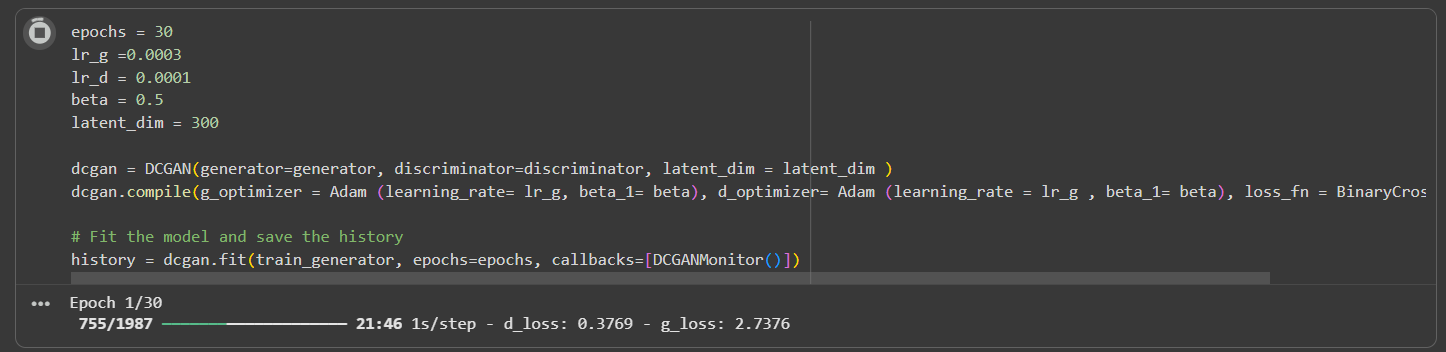 epochs = 30
lr_g =0.0003
lr_d = 0.0001
beta = 0.5
latent_dim = 300
dcgan = DCGAN(generator=generator, discriminator=discriminator, latent_dim = latent_dim )
dcgan.compile(g_optimizer = Adam (learning_rate= lr_g, beta_1= beta), d_optimizer= Adam (learning_rate = lr_g , beta_1= beta), loss_fn = BinaryCros
# Fit the model and save the history
history = dcgan.fit(train_generator, epochs=epochs, callbacks=[DCGANMonitor()])
Epoch 1/30
755/1987 21:46 1s/step - d_loss: 0.3769 - g_loss: 2.7376